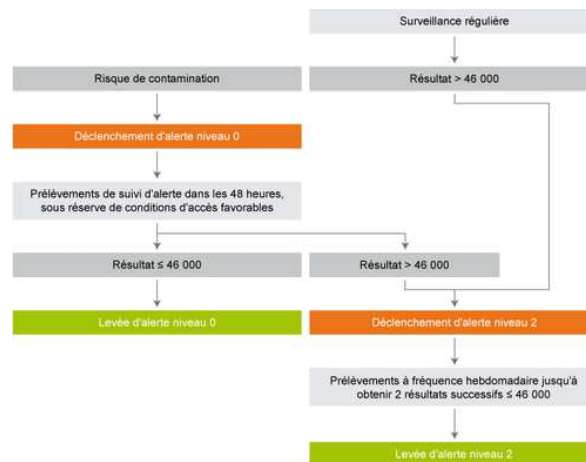 Surveillance régulière
Risque de contamination
Résultat > 46 000
Déclenchement d'alerte niveau 0
Prélèvements de suivi d'alerte dans les 48 heures,
sous réserve de conditions d'accès favorables
Résultat ≤ 46 000
Résultat > 46 000
Levée d'alerte niveau 0
Déclenchement d'alerte niveau 2
Prélèvements à fréquence hebdomadaire jusqu'à
obtenir 2 résultats successifs ≤ 46 000
Levée d'alerte niveau 2